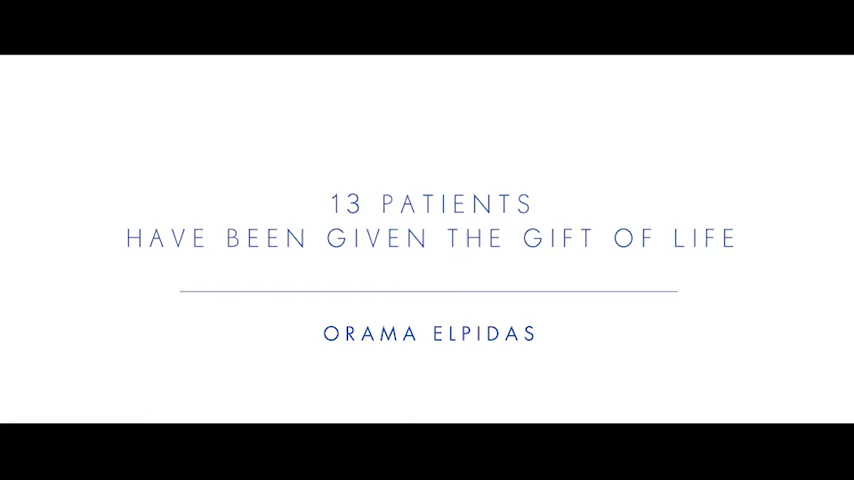 13 PATIENTS
HAVE BEEN GIVEN THE GIFT OF LIFE
ORAMA ELPIDAS